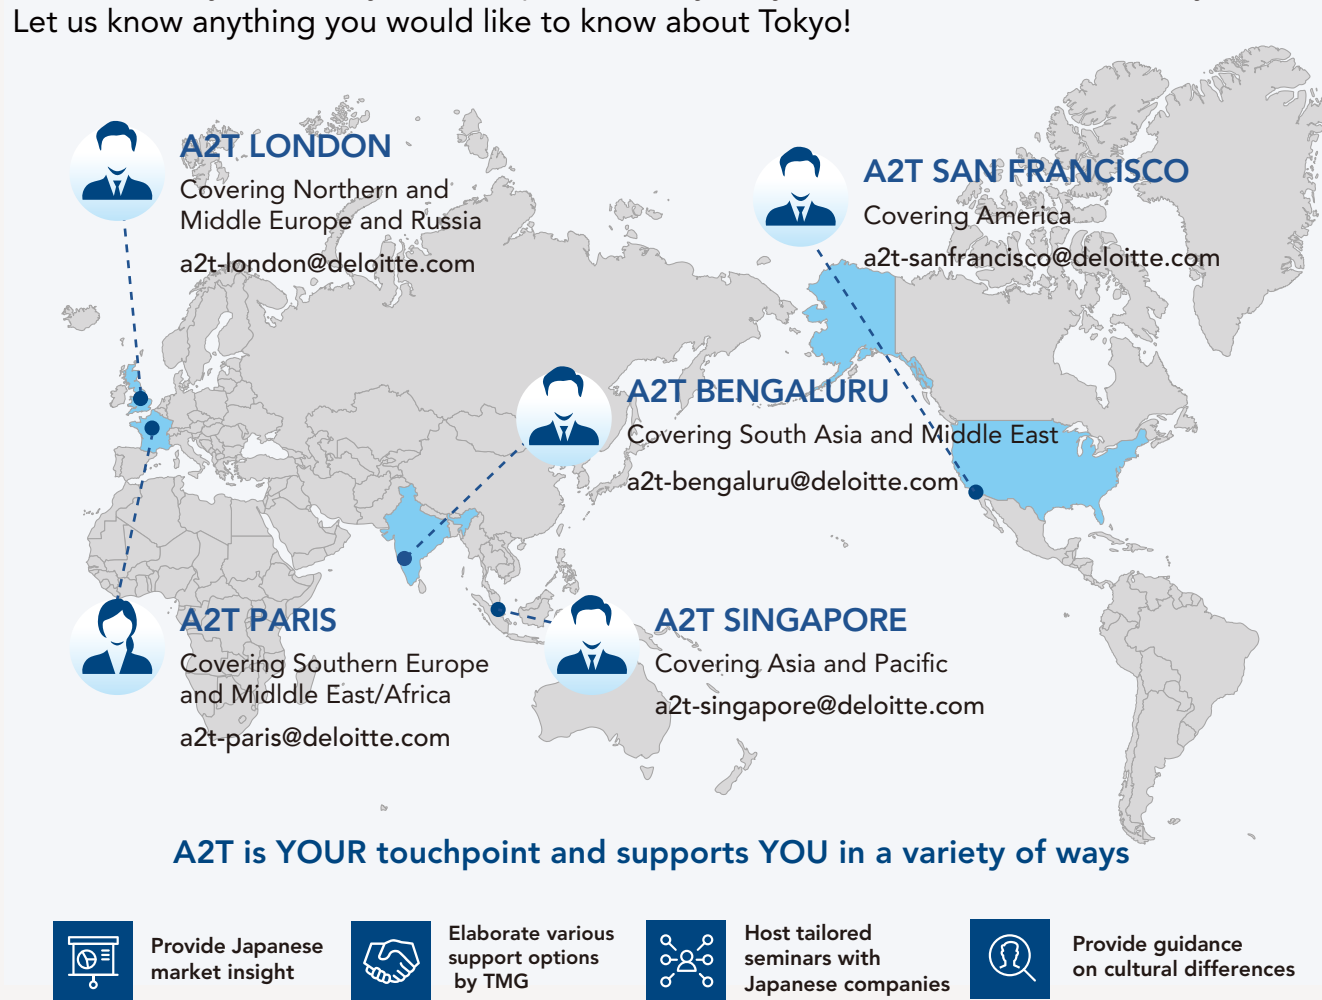 Let us know anything you would like to know about Tokyo!
A2T LONDON
Covering Northern and
Middle Europe and Russia
a2t-london@deloitte.com
A2T SAN FRANCISCO
Covering America
a2t-sanfrancisco@deloitte.com
A2T BENGALURU
Covering South Asia and Middle East
a2t-bengaluru@deloitte.com
A2T PARIS
Covering Southern Europe
and Midldle East/Africa
a2t-paris@deloitte.com
A2T SINGAPORE
Covering Asia and Pacific
a2t-singapore@deloitte.com
A2T is YOUR touchpoint and supports YOU in a variety of ways
Provide Japanese
market insight
Elaborate various
support options
by TMG
Host tailored
seminars with
Japanese companies
Provide guidance
on cultural differences